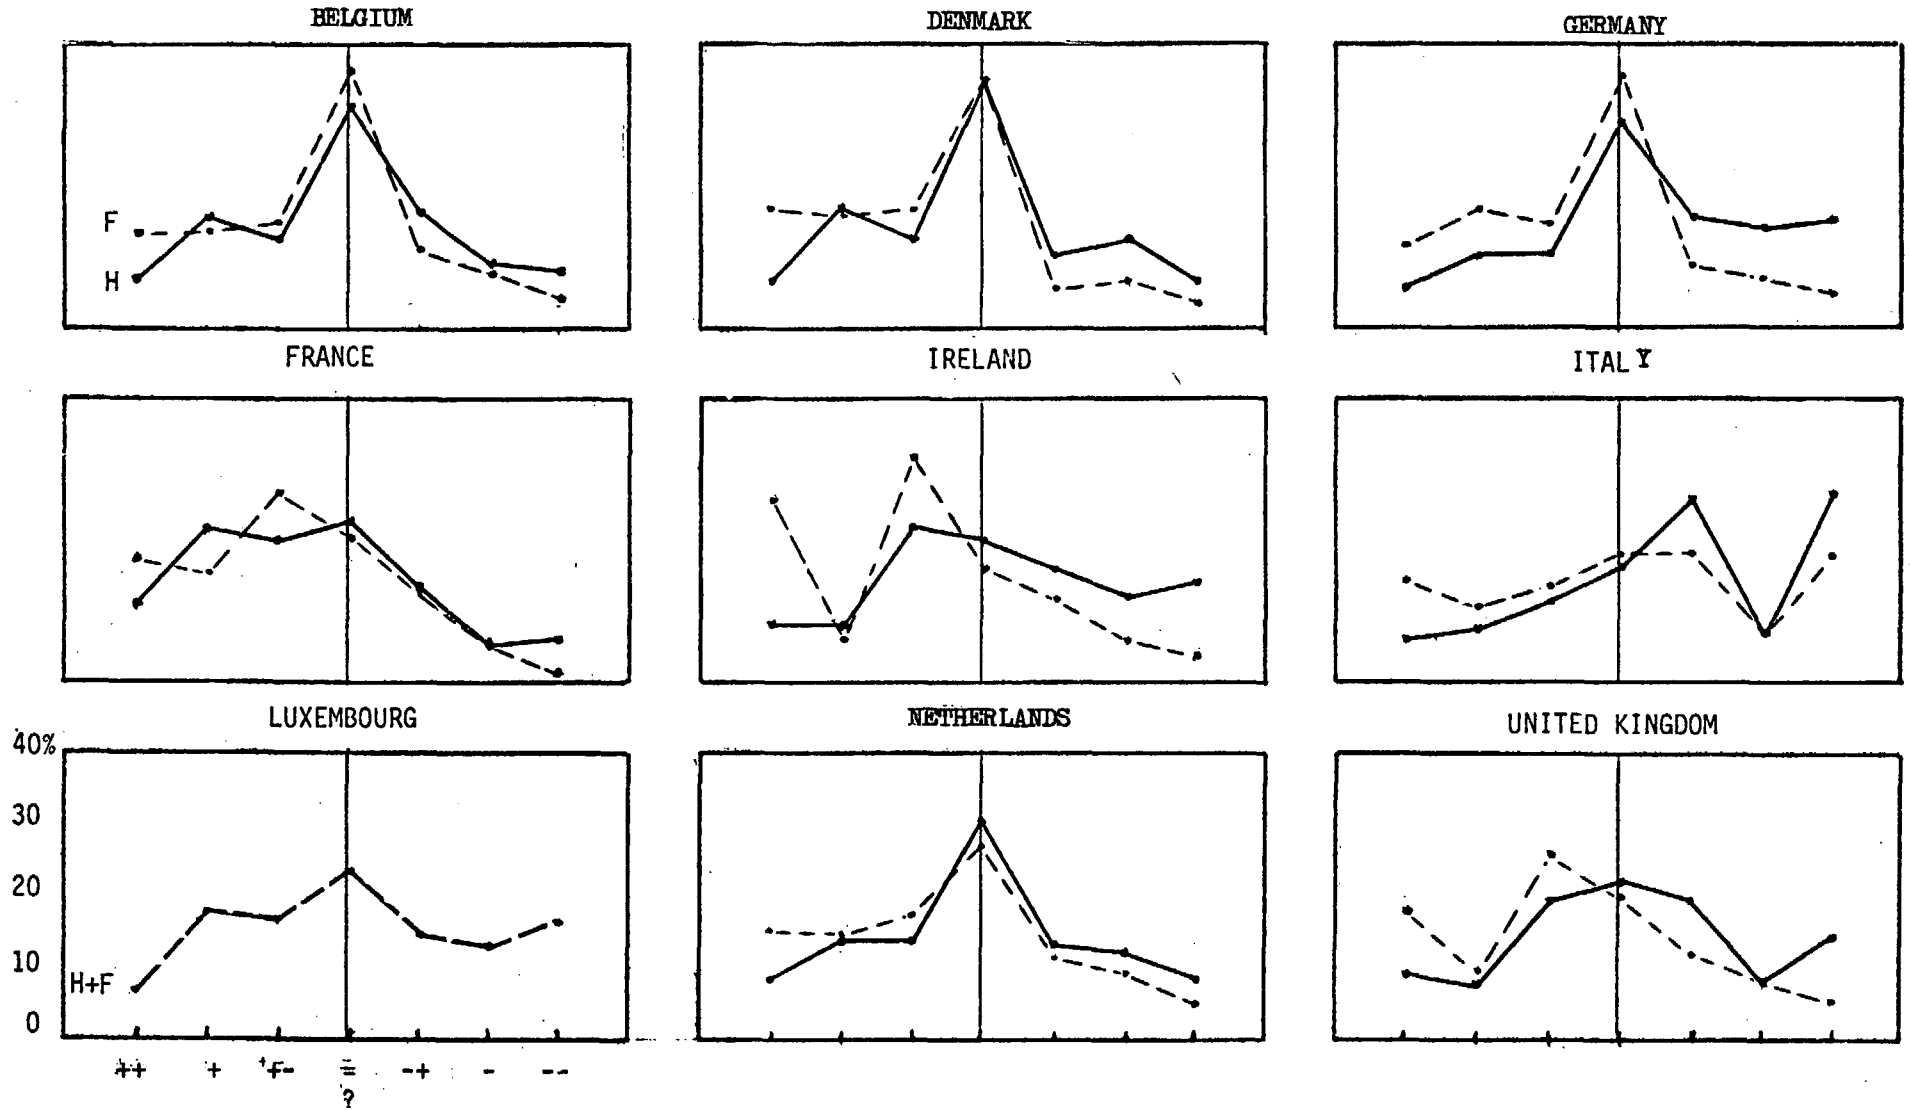 BELGIUM
DENMARK
GERMANY
F
H
FRANCE
IRELAND
ITALY
LUXEMBOURG
NETHERLANDS
UNITED KINGDOM
40%
30
20
10
H+F
0
++ + +- = -+ - --
?